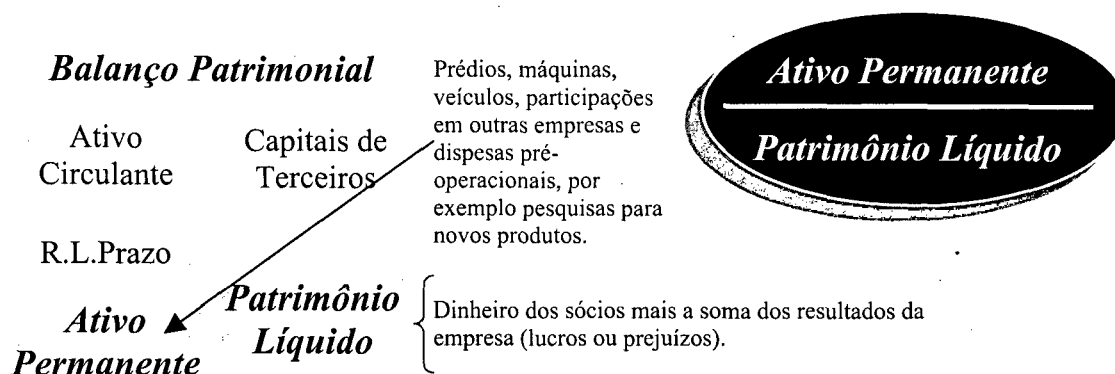 Balanço Patrimonial
Ativo
Circulante
Capitais de
Terceiros
R.L.Prazo
Ativo
Permanente
Patrimônio
Líquido
Prédios, máquinas,
veículos, participações
em outras empresas e
dispesas pré-
operacionais, por
exemplo pesquisas para
novos produtos.
Dinheiro dos sócios mais a soma dos resultados da
empresa (lucros ou prejuízos).
Ativo Permanente
Patrimônio Líquido